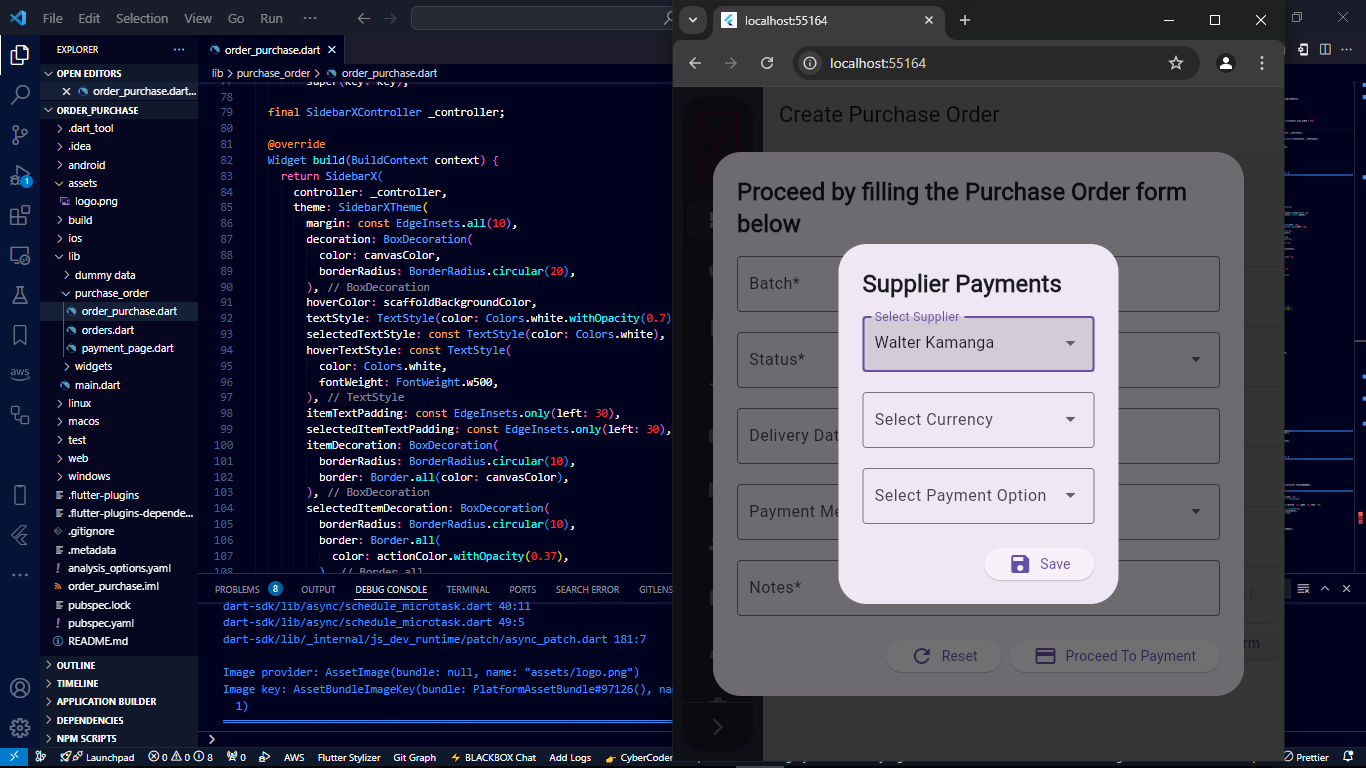 File Edit Selection View Go Run ···
localhost:55164
localhost:55164
EXPLORER
OPEN EDITORS
order_purchase.dart...
ORDER_PURCHASE
.dart_tool
.idea
android
assets
logo.png
build
ios
lib
dummy data
purchase_order
order_purchase.dart
orders.dart
payment_page.dart
widgets
main.dart
linux
macos
test
web
windows
.flutter-plugins
.flutter-plugins-depende...
.gitignore
.metadata
analysis_options.yaml
order_purchase.iml
pubspec.lock
pubspec.yaml
README.md
OUTLINE
TIMELINE
APPLICATION BUILDER
DEPENDENCIES
NPM SCRIPTS
aws
1
order_purchase.dart
lib > purchase_order > order_purchase.dart
77 super(key: key);
78
79 final SidebarXController _controller;
80
81 @override
82 Widget build(BuildContext context) {
83 return SidebarX(
84 controller: _controller,
85 theme: SidebarXTheme(
86 margin: const EdgeInsets.all(10),
87 decoration: BoxDecoration(
88 color: canvasColor,
89 borderRadius: BorderRadius.circular(20),
90 ), // BoxDecoration
91 hoverColor: scaffoldBackgroundColor,
92 textStyle: TextStyle(color: Colors.white.withOpacity(0.7)
93 selectedTextStyle: const TextStyle(color: Colors.white),
94 hoverTextStyle: const TextStyle(
95 color: Colors.white,
96 fontWeight: FontWeight.w500,
97 ), // TextStyle
98 itemTextPadding: const EdgeInsets.only(left: 30),
99 selectedItemTextPadding: const EdgeInsets.only(left: 30),
100 itemDecoration: BoxDecoration(
101 borderRadius: BorderRadius.circular(10),
102 border: Border.all(color: canvasColor),
103 ), // BoxDecoration
104 selectedItemDecoration: BoxDecoration(
105 borderRadius: BorderRadius.circular(10),
106 border: Border.all(
107 color: actionColor.withOpacity(0.37),
108 ), // Border.all
PROBLEMS 8 OUTPUT DEBUG CONSOLE TERMINAL PORTS SEARCH ERROR GITLENS
dart-sdk/lib/async/schedule_microtask.dart 40:11
dart-sdk/lib/async/schedule_microtask.dart 49:5
dart-sdk/lib/_internal/js_dev_runtime/patch/async_patch.dart 181:7
Image provider: AssetImage(bundle: null, name: "assets/logo.png")
Image key: AssetBundleImageKey(bundle: PlatformAssetBundle#97126(), na
1)
Create Purchase Order
Proceed by filling the Purchase Order form
below
Batch*
Status*
Delivery Dat
Payment Me
Notes*
Reset
Proceed To Payment
rm
Supplier Payments
Select Supplier
Walter Kamanga
Select Currency
Select Payment Option
Save
Launchpad 0 0 8 0 AWS Flutter Stylizer Git Graph BLACKBOX Chat Add Logs CyberCoder Prettier